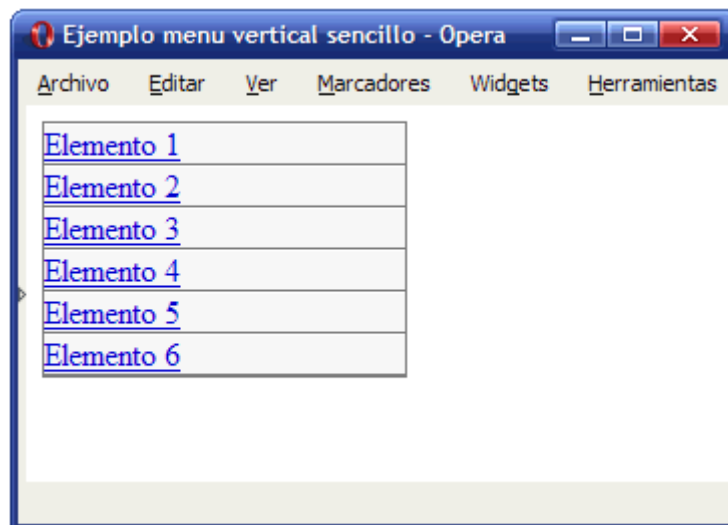 Ejemplo menu vertical sencillo - Opera
Archivo Editar Ver Marcadores Widgets Herramientas
Elemento 1
Elemento 2
Elemento 3
Elemento 4
Elemento 5
Elemento 6